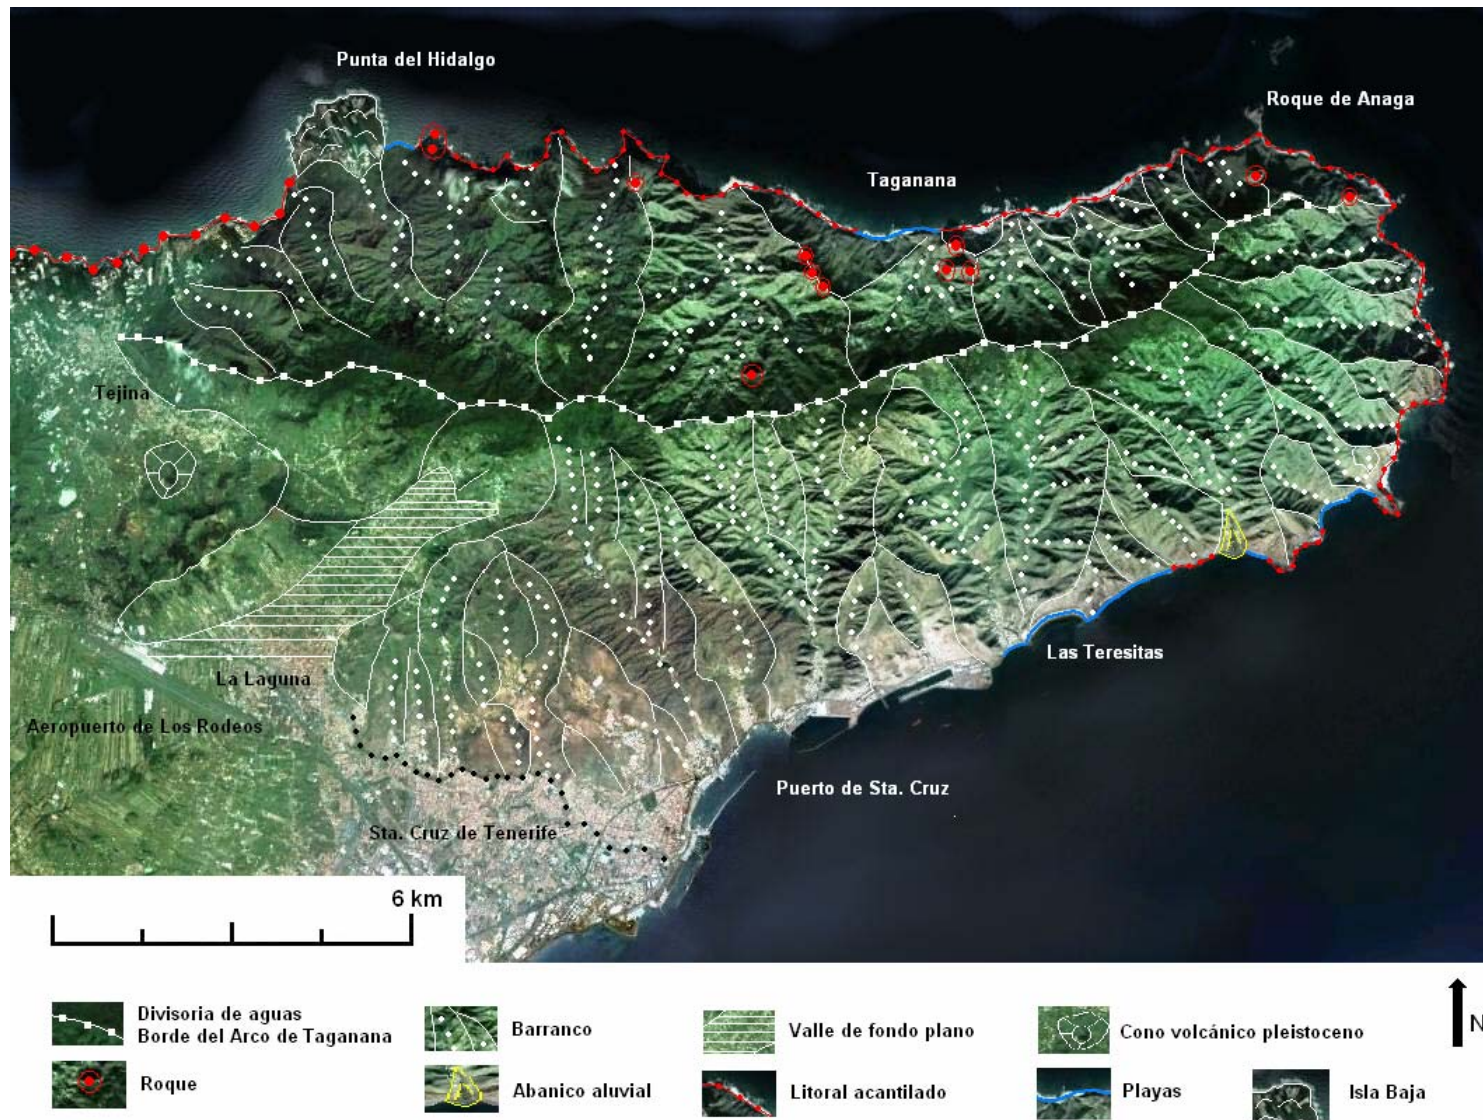 Punta del Hidalgo
Roque de Anaga
Taganana
Tejina
La Laguna
Las Teresitas
Aeropuerto de Los Rodeos
Puerto de Sta. Cruz
Sta. Cruz de Tenerife
6 km
N
Divisoria de aguas
Borde del Arco de Taganana
Barranco
Valle de fondo plano
Cono volcánico pleistoceno
Roque
Abanico aluvial
Litoral acantilado
Playas
Isla Baja